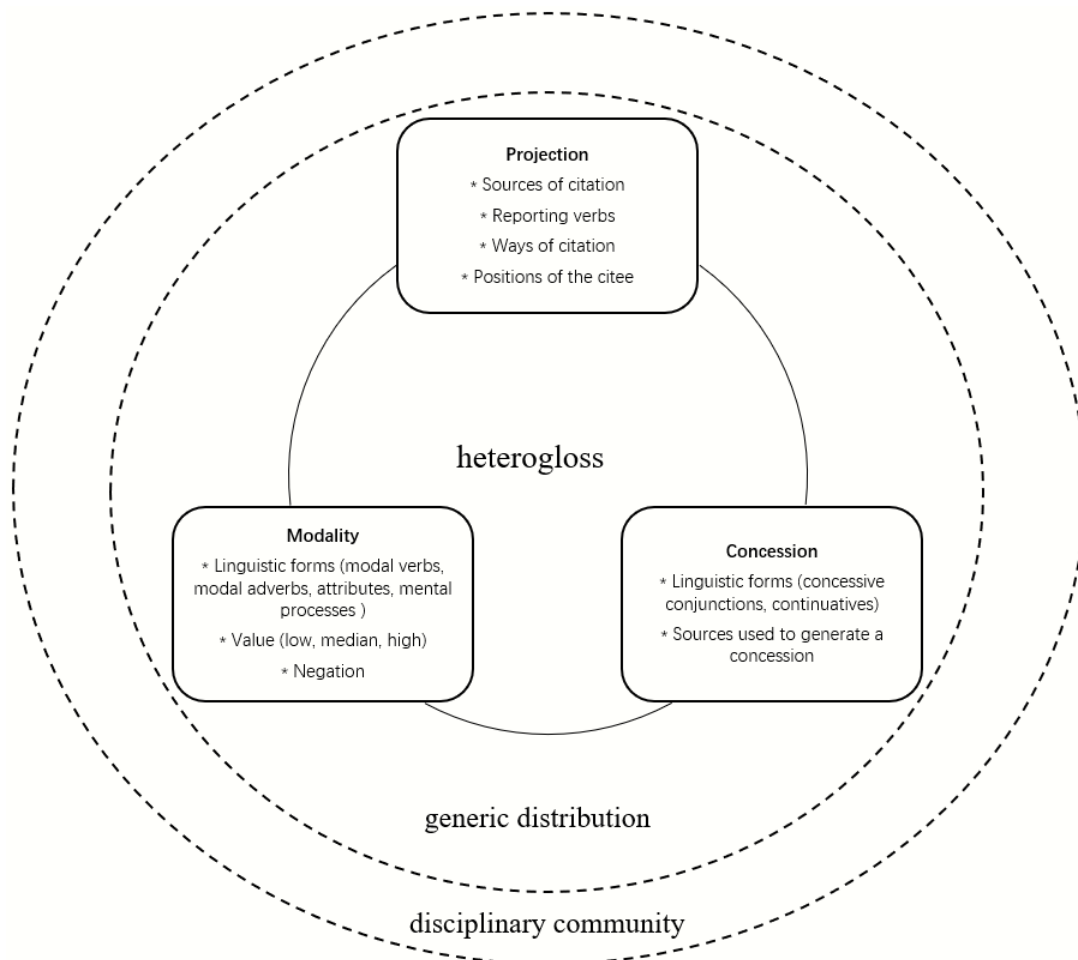 Projection
* Sources of citation
* Reporting verbs
* Ways of citation
* Positions of the citee
heterogloss
Modality
* Linguistic forms (modal verbs,
modal adverbs, attributes, mental
processes )
* Value (low, median, high)
* Negation
Concession
* Linguistic forms (concessive
conjunctions, continuatives)
* Sources used to generate a
concession
generic distribution
disciplinary community